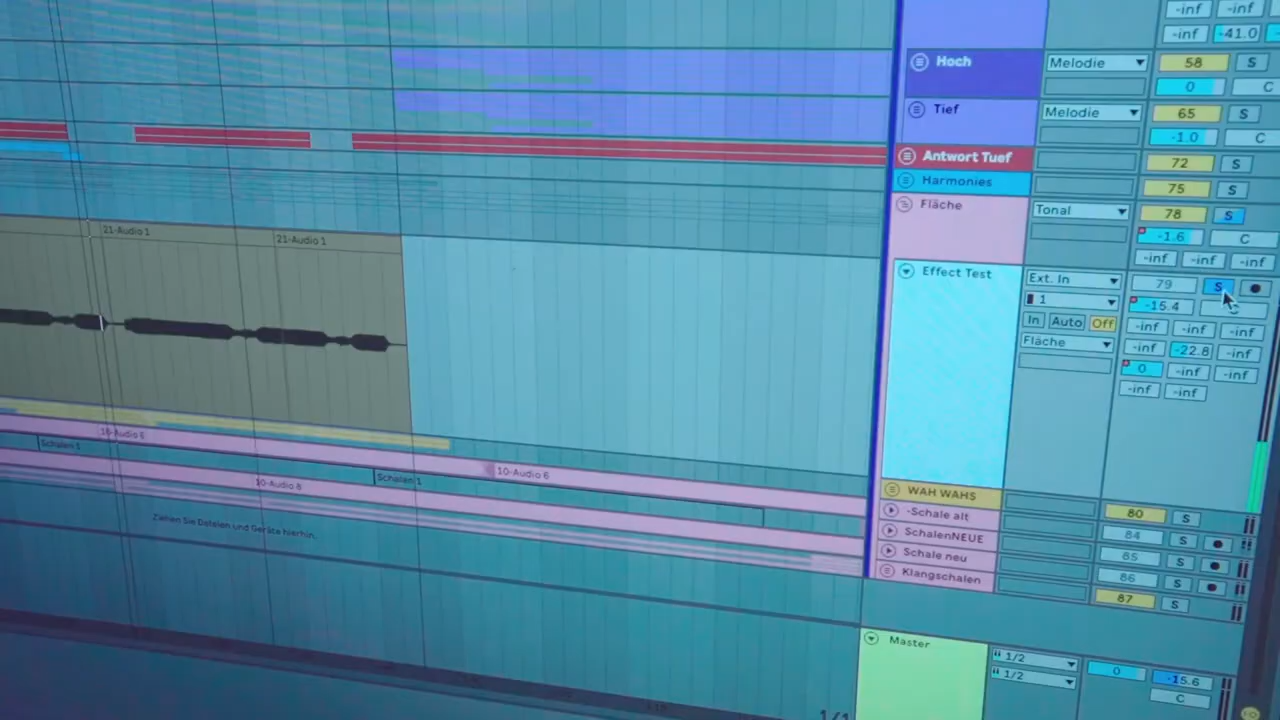 -inf -inf
-inf -41.0
Hoch Melodie 58 S
0 C
Tief Melodie 65 S
-1.0 C
Antwort Tuef 72 S
Harmonies 75 S
Fläche Tonal 78 S
-1.6 C
-inf -inf -inf
21-Audio 1 21-Audio 1
Effect Test Ext. In 79 S
1 -15.4 C
In Auto Off -inf -inf -inf
Fläche -inf -22.8 -inf
0 -inf -inf
-inf -inf
16-Audio 6
Schalen 1
10-Audio 6
10-Audio 8
Schalen 1
Ziehen Sie Dateien und Geräte hierhin.
WAH WAHS 80 S
-Schale alt 84 S
SchalenNEUE 85 S
Schale neu 86 S
Klangschalen 87 S
Master 1/2 0 -15.6
1/2 C
1/1